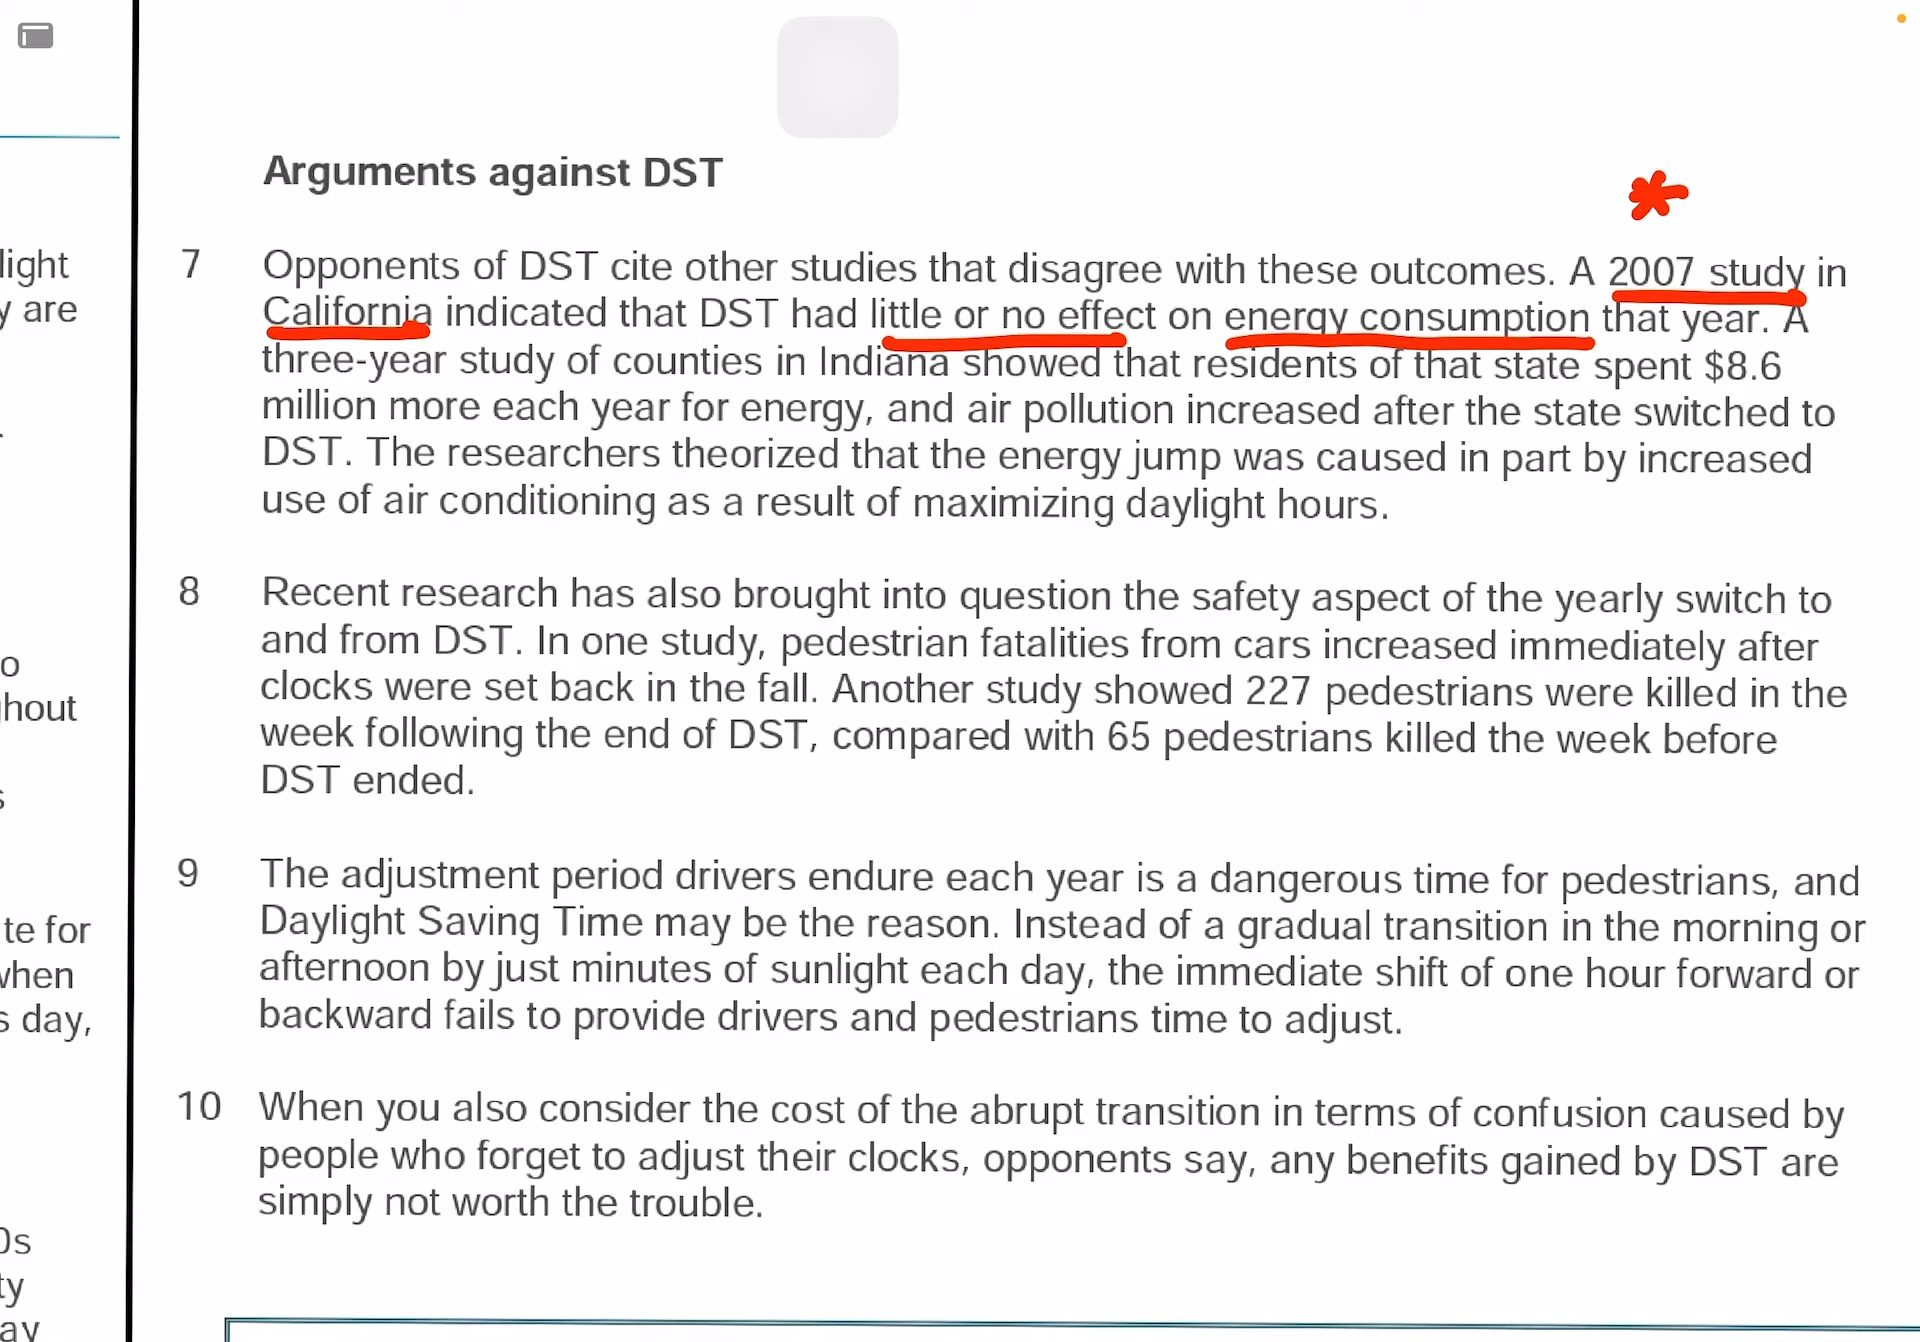 light
y are
o
hout
s
te for
when
s day,
0s
ty
ay
Arguments against DST
7 Opponents of DST cite other studies that disagree with these outcomes. A 2007 study in
California indicated that DST had little or no effect on energy consumption that year. A
three-year study of counties in Indiana showed that residents of that state spent $8.6
million more each year for energy, and air pollution increased after the state switched to
DST. The researchers theorized that the energy jump was caused in part by increased
use of air conditioning as a result of maximizing daylight hours.
8 Recent research has also brought into question the safety aspect of the yearly switch to
and from DST. In one study, pedestrian fatalities from cars increased immediately after
clocks were set back in the fall. Another study showed 227 pedestrians were killed in the
week following the end of DST, compared with 65 pedestrians killed the week before
DST ended.
9 The adjustment period drivers endure each year is a dangerous time for pedestrians, and
Daylight Saving Time may be the reason. Instead of a gradual transition in the morning or
afternoon by just minutes of sunlight each day, the immediate shift of one hour forward or
backward fails to provide drivers and pedestrians time to adjust.
10 When you also consider the cost of the abrupt transition in terms of confusion caused by
people who forget to adjust their clocks, opponents say, any benefits gained by DST are
simply not worth the trouble.